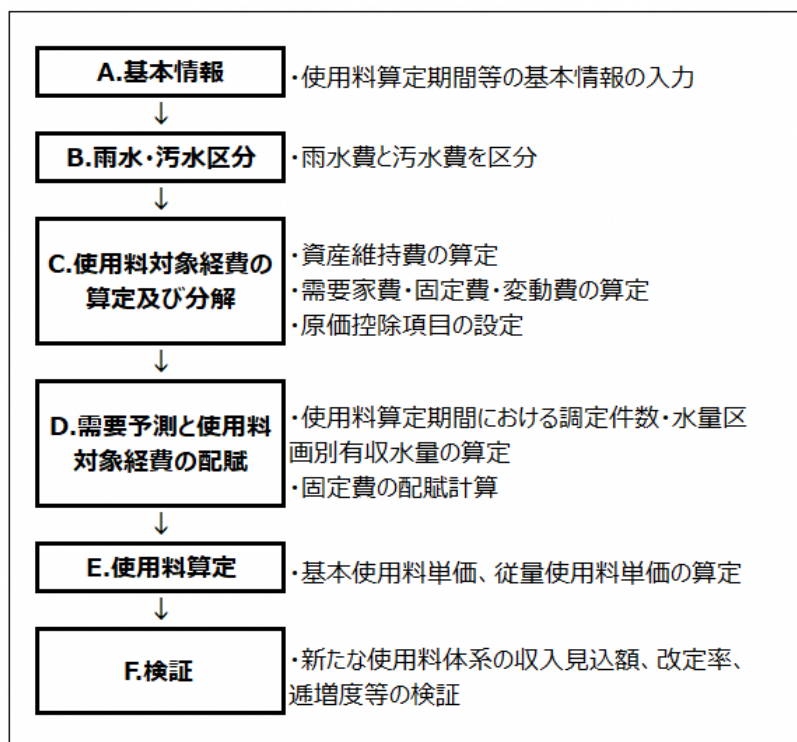 A.基本情報
・使用料算定期間等の基本情報の入力
↓
B.雨水・汚水区分
・雨水費と汚水費を区分
↓
C.使用料対象経費の
算定及び分解
・資産維持費の算定
・需要家費・固定費・変動費の算定
・原価控除項目の設定
↓
D.需要予測と使用料
対象経費の配賦
・使用料算定期間における調定件数・水量区
画別有収水量の算定
・固定費の配賦計算
↓
E.使用料算定
・基本使用料単価、従量使用料単価の算定
↓
F.検証
・新たな使用料体系の収入見込額、改定率、
逓増度等の検証